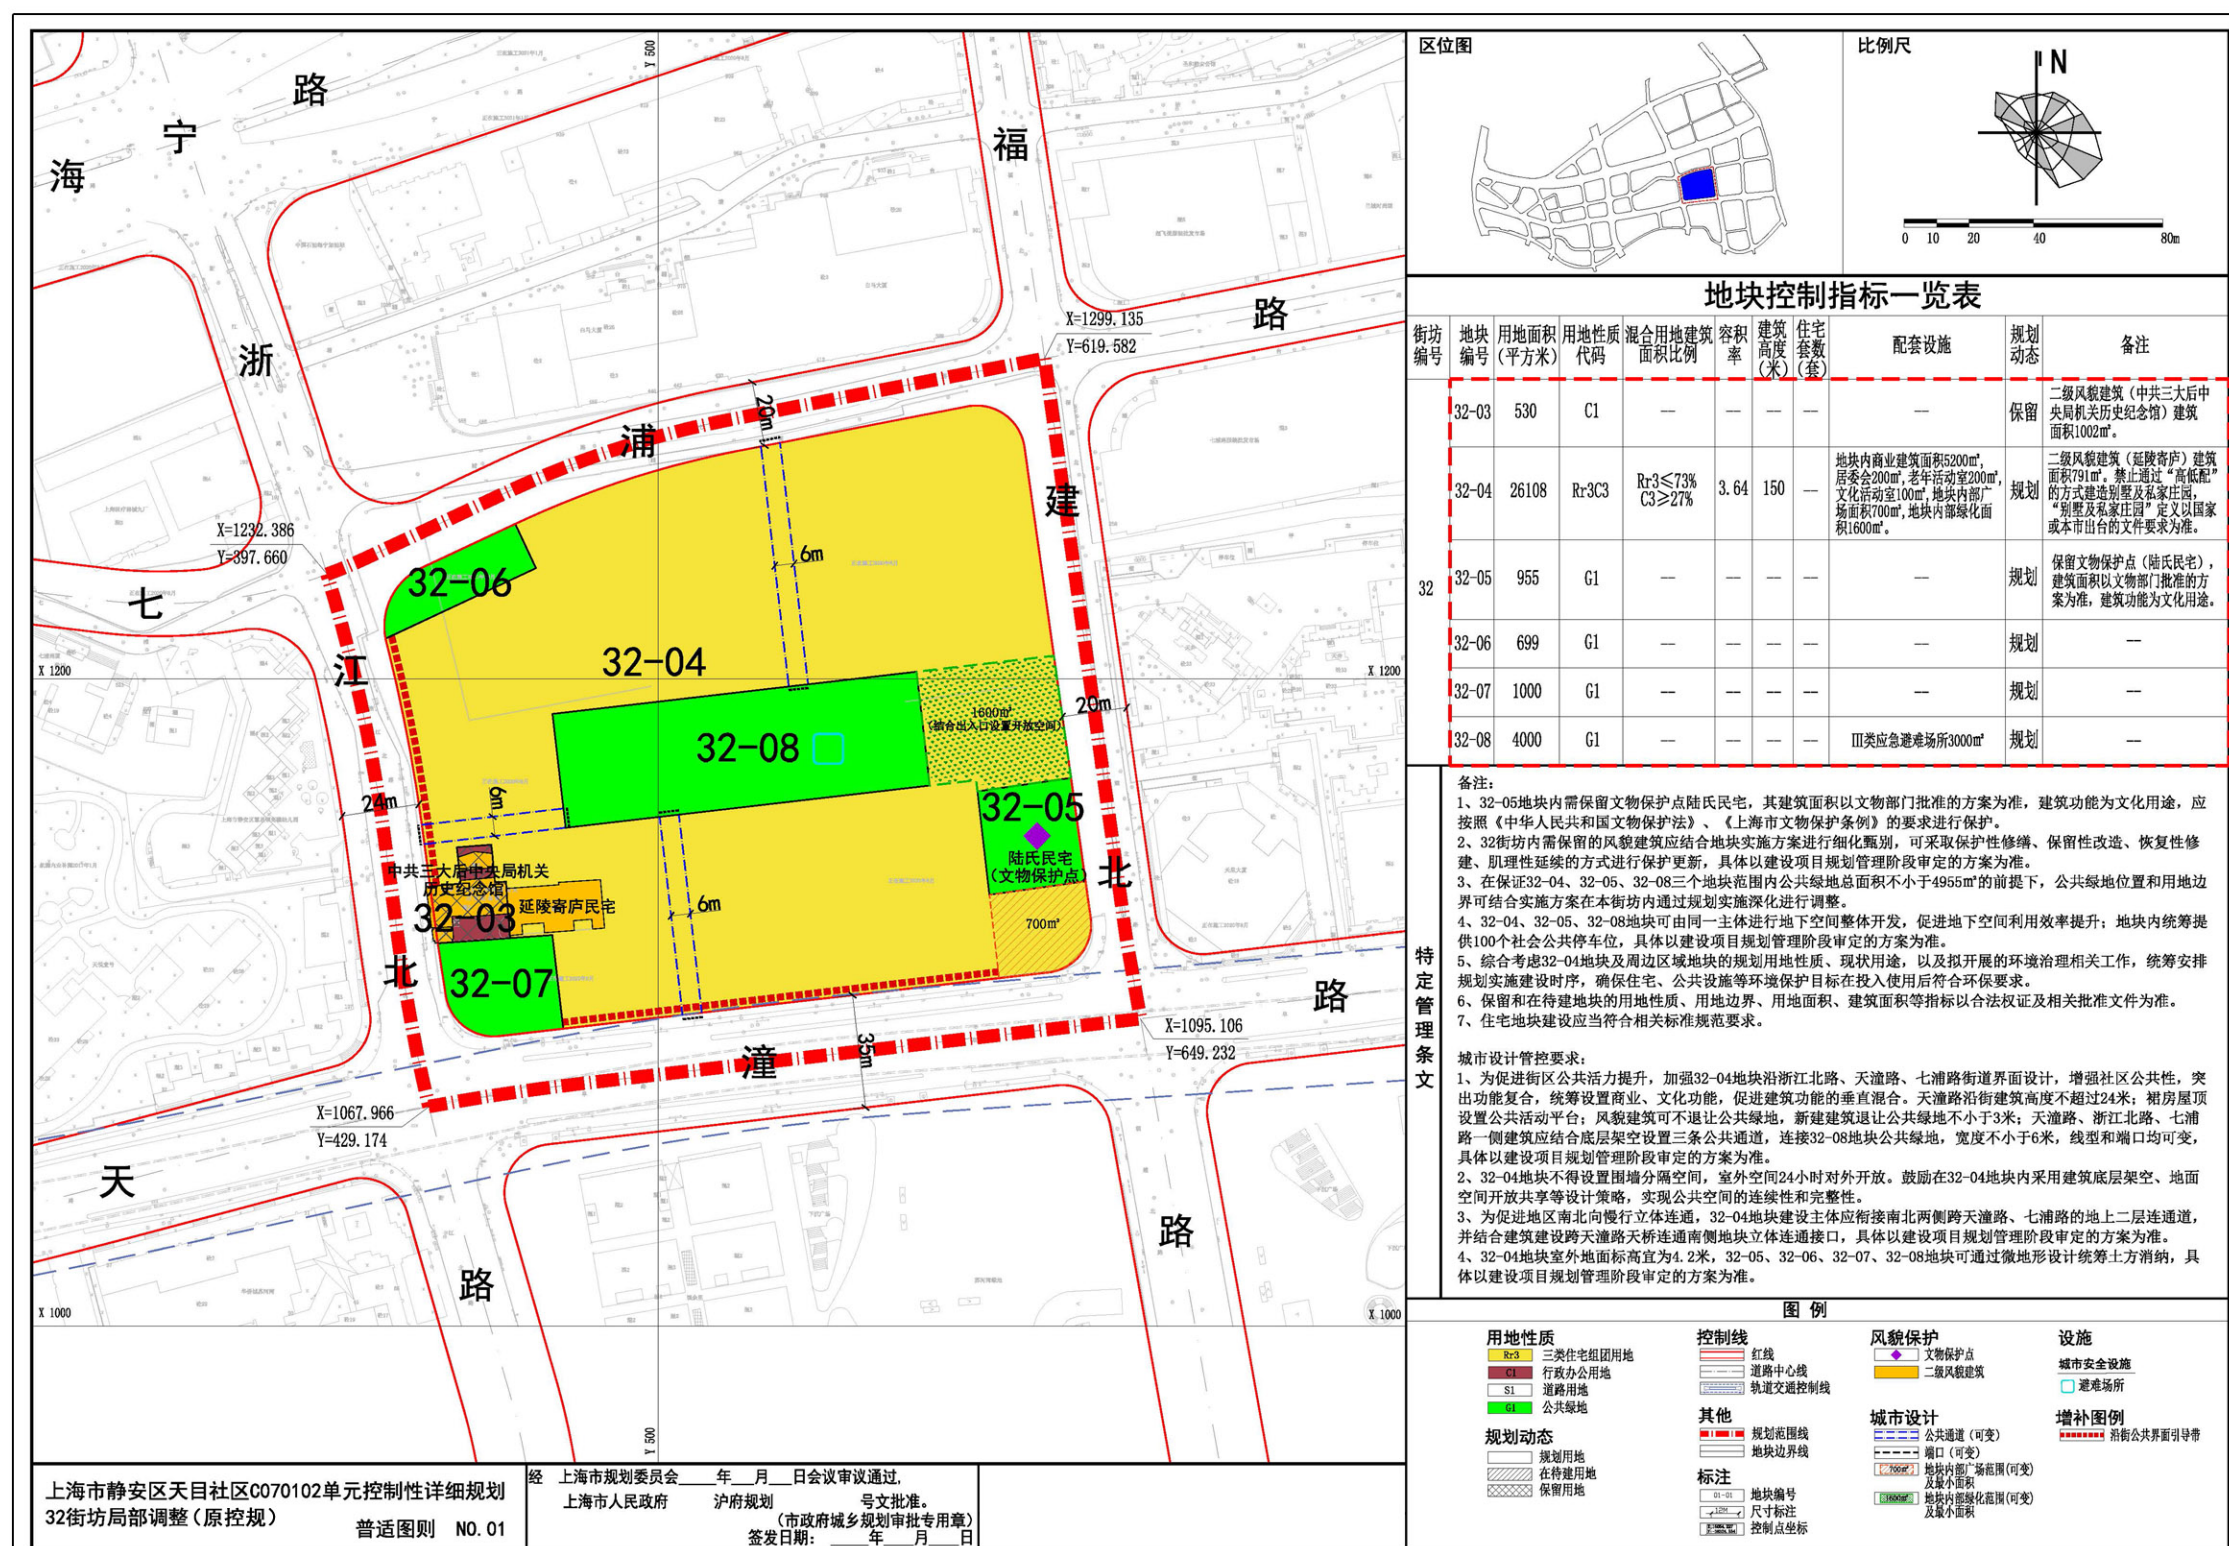 海
宁
路
浙
江
北
路
七
浦
路
福
建
北
路
天
潼
路
Y 500
X 1200
X 1200
X 1000
X 1000
Y 500
X=1299.135
Y=619.582
X=1232.386
Y=397.660
X=1095.106
Y=649.232
X=1067.966
Y=429.174
20m
6m
20m
24m
6m
6m
35m
32-06
32-04
32-08
1600㎡
(结合出入口设置开放空间)
32-05
陆氏民宅
(文物保护点)
700㎡
中共三大后中央局机关
历史纪念馆
32-03
延陵寄庐民宅
32-07
区位图
比例尺
N
0 10 20 40 80m
地块控制指标一览表
街坊编号 地块编号 用地面积(平方米) 用地性质代码 混合用地建筑面积比例 容积率 建筑高度(米) 住宅套数(套) 配套设施 规划动态 备注
32
32-03 530 C1 — — — — — 保留 二级风貌建筑（中共三大后中央局机关历史纪念馆）建筑面积1002㎡。
32-04 26108 Rr3C3 Rr3≤73% C3≥27% 3.64 150 — 地块内商业建筑面积5200㎡,居委会200㎡,老年活动室200㎡,文化活动室100㎡,地块内部广场面积700㎡,地块内部绿化面积1600㎡。 规划 二级风貌建筑（延陵寄庐）建筑面积791㎡。禁止通过“高低配”的方式建造别墅及私家庄园，“别墅及私家庄园”定义以国家或本市出台的文件要求为准。
32-05 955 G1 — — — — — 规划 保留文物保护点（陆氏民宅），建筑面积以文物部门批准的方案为准，建筑功能为文化用途。
32-06 699 G1 — — — — — 规划 —
32-07 1000 G1 — — — — — 规划 —
32-08 4000 G1 — — — — Ⅲ类应急避难场所3000㎡ 规划 —
特定管理条文
备注：
1、32-05地块内需保留文物保护点陆氏民宅，其建筑面积以文物部门批准的方案为准，建筑功能为文化用途，应
按照《中华人民共和国文物保护法》、《上海市文物保护条例》的要求进行保护。
2、32街坊内需保留的风貌建筑应结合地块实施方案进行细化甄别，可采取保护性修缮、保留性改造、恢复性修
建、肌理性延续的方式进行保护更新，具体以建设项目规划管理阶段审定的方案为准。
3、在保证32-04、32-05、32-08三个地块范围内公共绿地总面积不小于4955㎡的前提下，公共绿地位置和用地边
界可结合实施方案在本街坊内通过规划实施深化进行调整。
4、32-04、32-05、32-08地块可由同一主体进行地下空间整体开发，促进地下空间利用效率提升；地块内统筹提
供100个社会公共停车位，具体以建设项目规划管理阶段审定的方案为准。
5、综合考虑32-04地块及周边区域地块的规划用地性质、现状用途，以及拟开展的环境治理相关工作，统筹安排
规划实施建设时序，确保住宅、公共设施等环境保护目标在投入使用后符合环保要求。
6、保留和在待建地块的用地性质、用地边界、用地面积、建筑面积等指标以合法权证及相关批准文件为准。
7、住宅地块建设应当符合相关标准规范要求。
城市设计管控要求：
1、为促进街区公共活力提升，加强32-04地块沿浙江北路、天潼路、七浦路街道界面设计，增强社区公共性，突
出功能复合，统筹设置商业、文化功能，促进建筑功能的垂直混合。天潼路沿街建筑高度不超过24米；裙房屋顶
设置公共活动平台；风貌建筑可不退让公共绿地，新建建筑退让公共绿地不小于3米；天潼路、浙江北路、七浦
路一侧建筑应结合底层架空设置三条公共通道，连接32-08地块公共绿地，宽度不小于6米，线型和端口均可变，
具体以建设项目规划管理阶段审定的方案为准。
2、32-04地块不得设置围墙分隔空间，室外空间24小时对外开放。鼓励在32-04地块内采用建筑底层架空、地面
空间开放共享等设计策略，实现公共空间的连续性和完整性。
3、为促进地区南北向慢行立体连通，32-04地块建设主体应衔接南北两侧跨天潼路、七浦路的地上二层连通道，
并结合建筑建设跨天潼路天桥连通南侧地块立体连通接口，具体以建设项目规划管理阶段审定的方案为准。
4、32-04地块室外地面标高宜为4.2米，32-05、32-06、32-07、32-08地块可通过微地形设计统筹土方消纳，具
体以建设项目规划管理阶段审定的方案为准。
图 例
用地性质
Rr3 三类住宅组团用地
C1 行政办公用地
S1 道路用地
G1 公共绿地
规划动态
规划用地
在待建用地
保留用地
控制线
红线
道路中心线
轨道交通控制线
其他
规划范围线
地块边界线
标注
01-01 地块编号
12M 尺寸标注
控制点坐标
风貌保护
文物保护点
二级风貌建筑
城市设计
公共通道(可变)
端口(可变)
700㎡ 地块内部广场范围(可变)
及最小面积
1600㎡ 地块内部绿化范围(可变)
及最小面积
设施
城市安全设施
避难场所
增补图例
沿街公共界面引导带
上海市静安区天目社区C070102单元控制性详细规划
32街坊局部调整(原控规)
普适图则 NO.01
经 上海市规划委员会____年__月__日会议审议通过,
上海市人民政府 沪府规划 号文批准。
(市政府城乡规划审批专用章)
签发日期: ____年__月__日